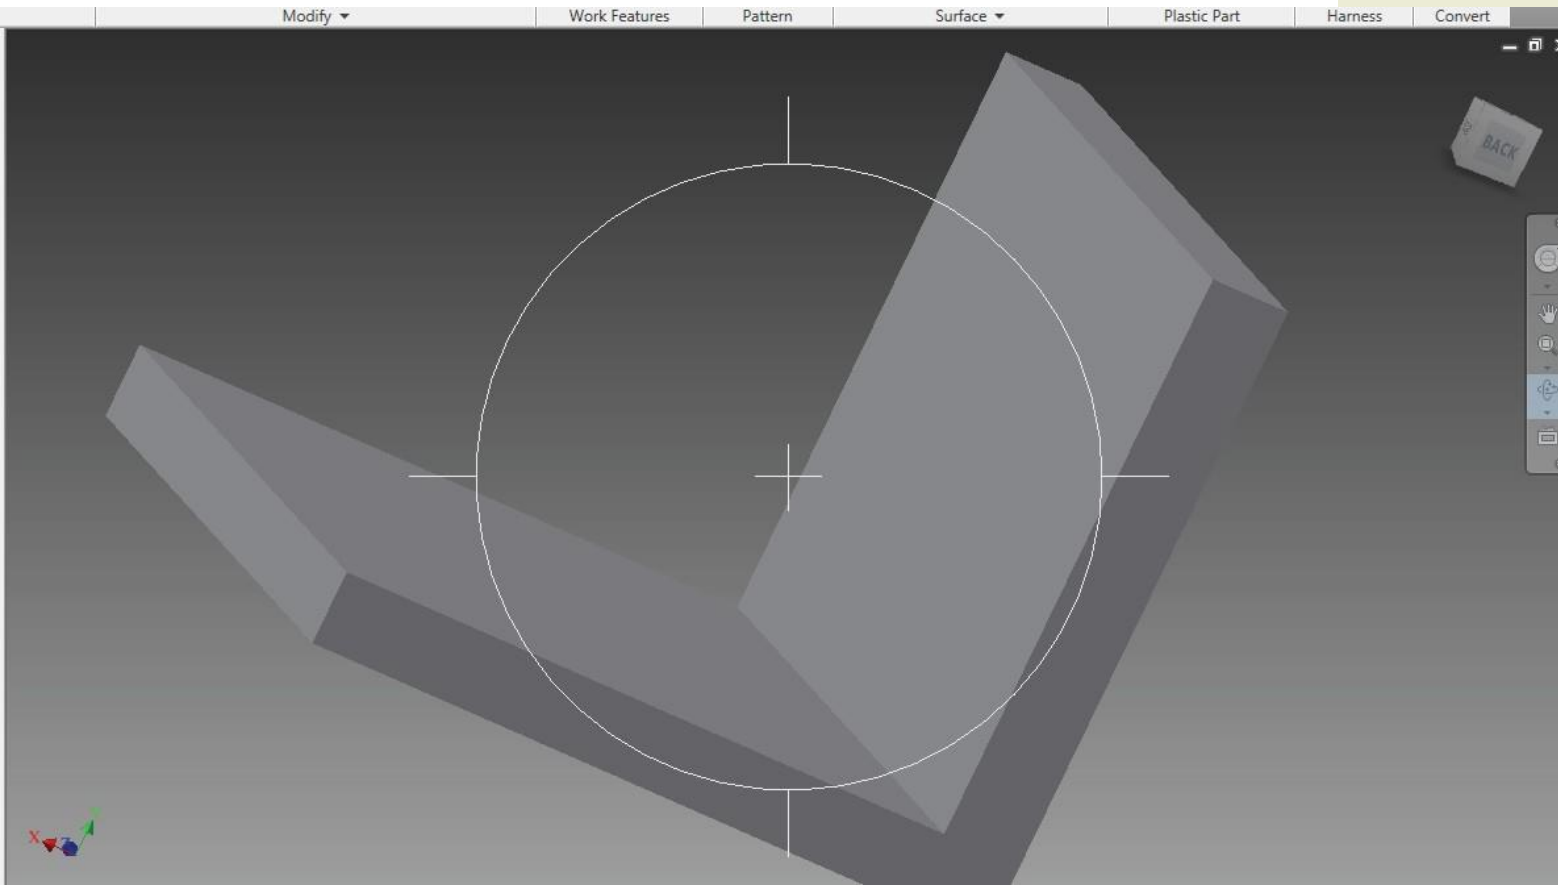 Modify Work Features Pattern Surface Plastic Part Harness Convert
BACK
X